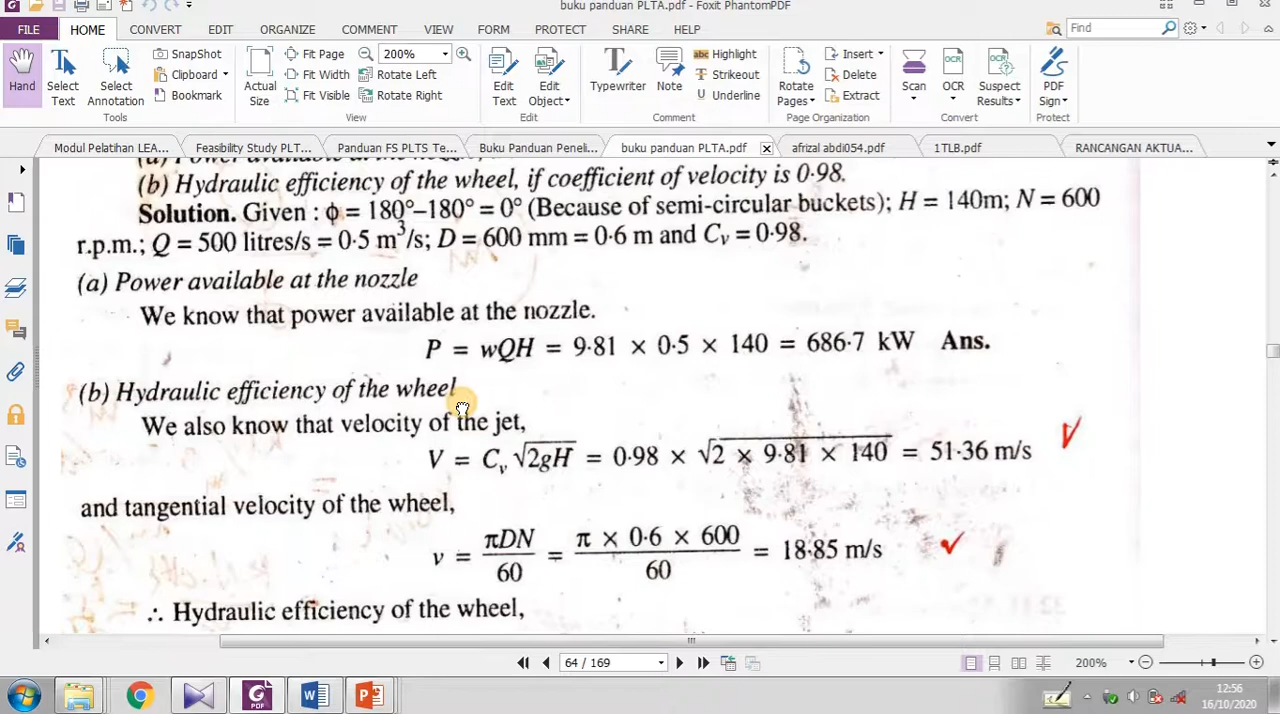 buku panduan PLTA.pdf - Foxit PhantomPDF
FILE HOME CONVERT EDIT ORGANIZE COMMENT VIEW FORM PROTECT SHARE HELP Find
Hand Select Text Select Annotation SnapShot Clipboard Bookmark Tools
Actual Size Fit Page Fit Width Fit Visible 200% Rotate Left Rotate Right View
Edit Text Edit Object Edit
Typewriter Note Highlight Strikeout Underline Comment
Rotate Pages Insert Delete Extract Page Organization
Scan OCR Suspect Results Convert
PDF Sign Protect
Modul Pelatihan LEA... Feasibility Study PLT... Panduan FS PLTS Te... Buku Panduan Peneli... buku panduan PLTA.pdf afrizal abdi054.pdf 1TLB.pdf RANCANGAN AKTUA...
(b) Hydraulic efficiency of the wheel, if coefficient of velocity is 0·98.
Solution. Given : ϕ = 180°–180° = 0° (Because of semi-circular buckets); H = 140m; N = 600
r.p.m.; Q = 500 litres/s = 0·5 m³/s; D = 600 mm = 0·6 m and Cᵥ = 0·98.
(a) Power available at the nozzle
We know that power available at the nozzle.
P = wQH = 9·81 × 0·5 × 140 = 686·7 kW Ans.
(b) Hydraulic efficiency of the wheel
We also know that velocity of the jet,
V = Cᵥ √2gH = 0·98 × √2 × 9·81 × 140 = 51·36 m/s
and tangential velocity of the wheel,
v = πDN/60 = π × 0·6 × 600/60 = 18·85 m/s
∴ Hydraulic efficiency of the wheel,
64 / 169 200%
12:56
16/10/2020